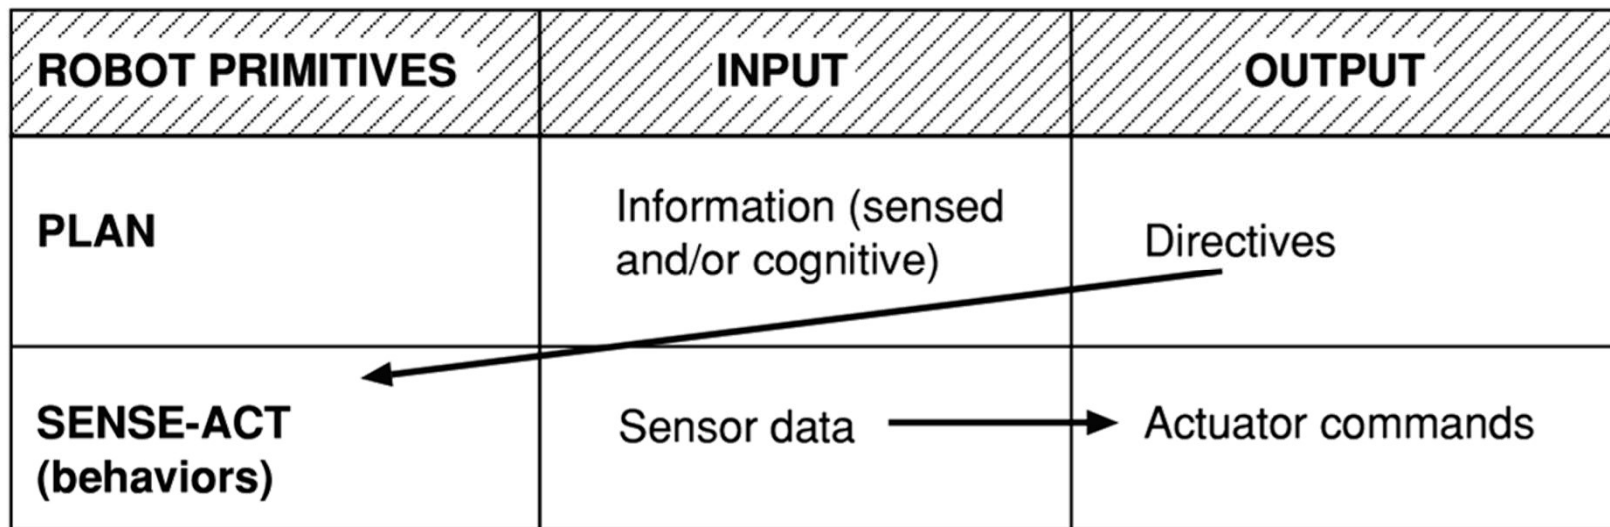 ROBOT PRIMITIVES
INPUT
OUTPUT
PLAN
Information (sensed
and/or cognitive)
Directives
SENSE-ACT
(behaviors)
Sensor data
Actuator commands